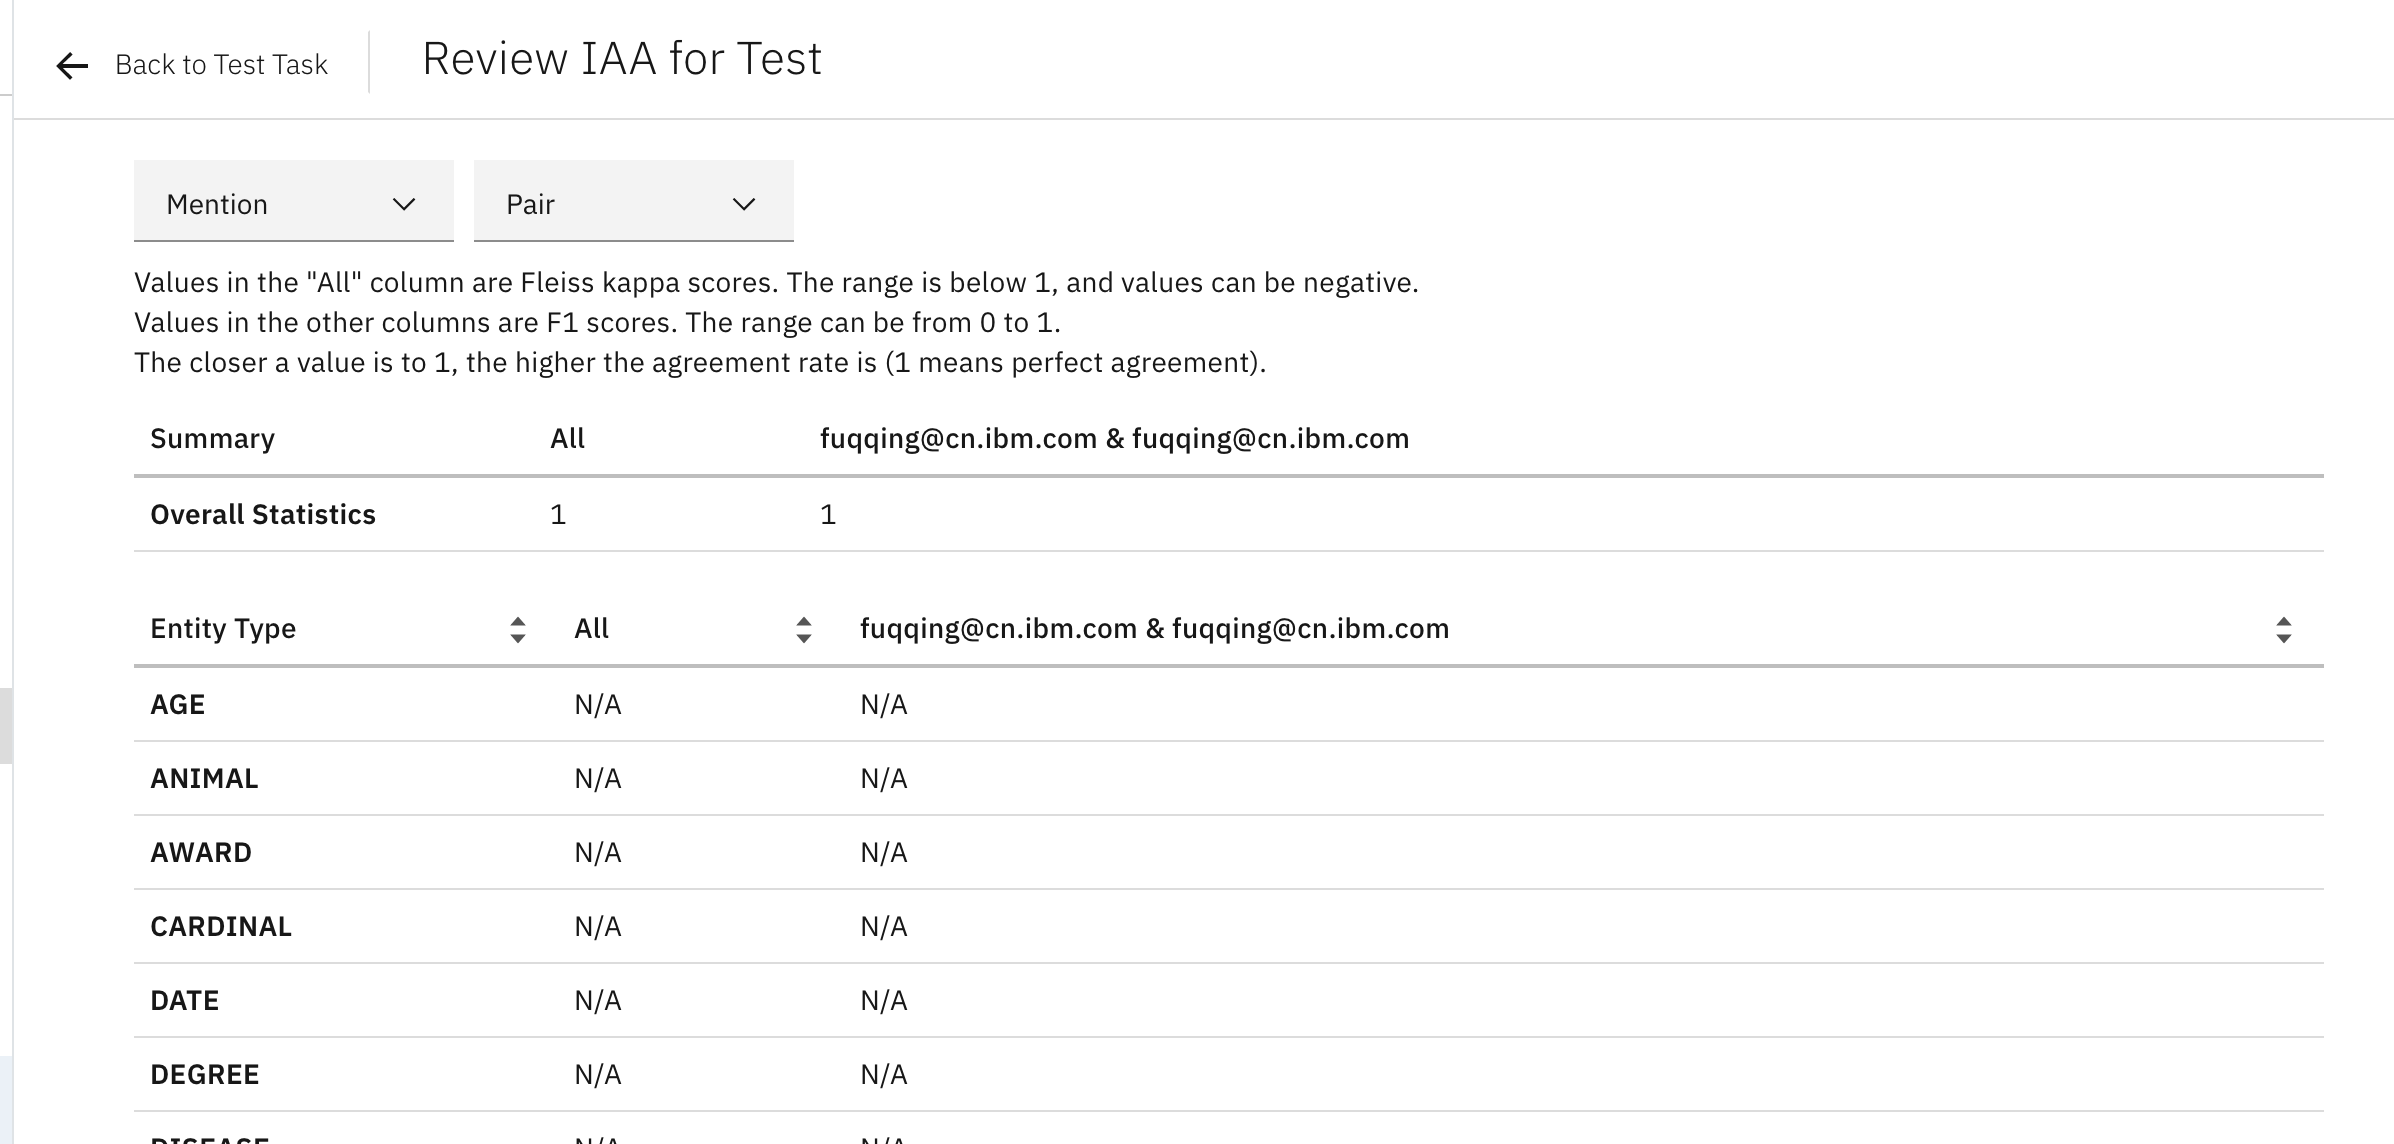 Back to Test Task
Review IAA for Test
Mention
Pair
Values in the "All" column are Fleiss kappa scores. The range is below 1, and values can be negative.
Values in the other columns are F1 scores. The range can be from 0 to 1.
The closer a value is to 1, the higher the agreement rate is (1 means perfect agreement).
Summary All fuqqing@cn.ibm.com & fuqqing@cn.ibm.com
Overall Statistics 1 1
Entity Type All fuqqing@cn.ibm.com & fuqqing@cn.ibm.com
AGE N/A N/A
ANIMAL N/A N/A
AWARD N/A N/A
CARDINAL N/A N/A
DATE N/A N/A
DEGREE N/A N/A
DISEASE N/A N/A